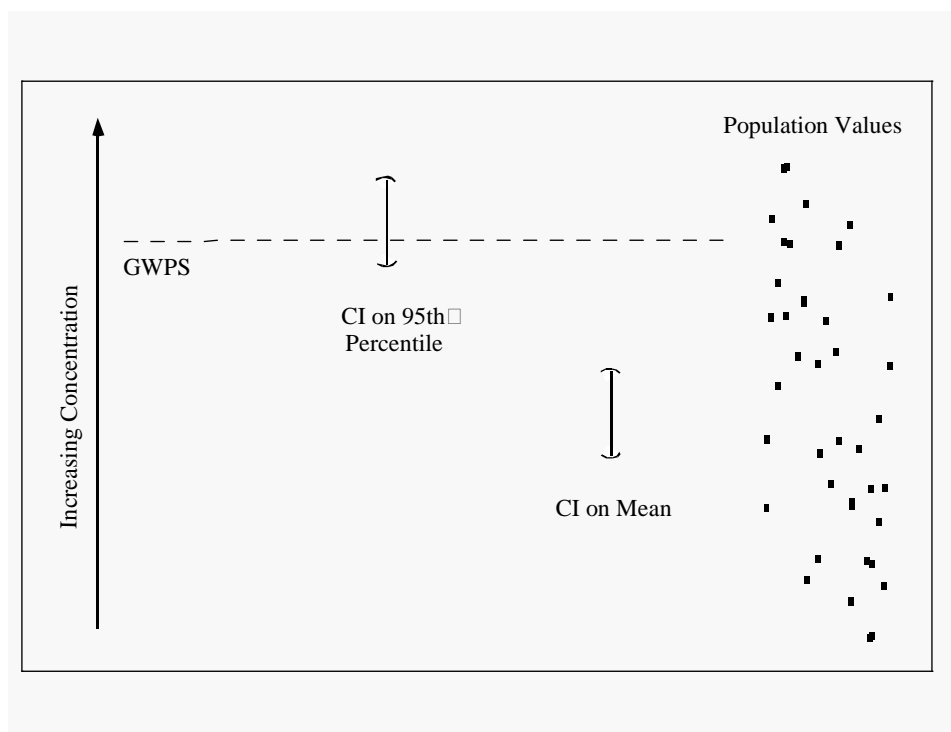 Population Values
GWPS
CI on 95th□
Percentile
Increasing Concentration
CI on Mean